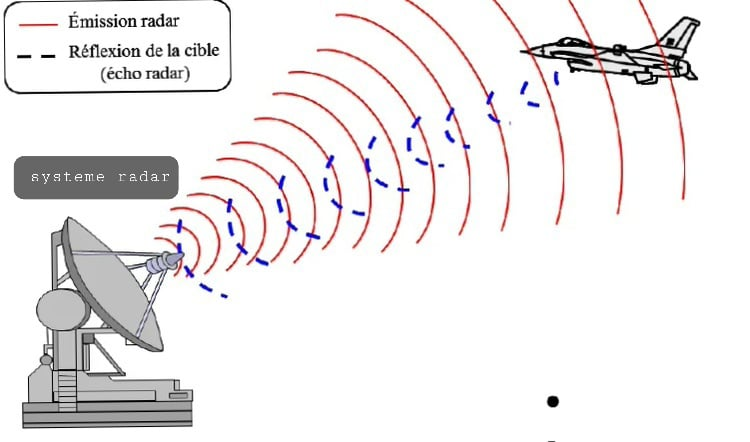 Émission radar
Réflexion de la cible
(écho radar)
systeme radar